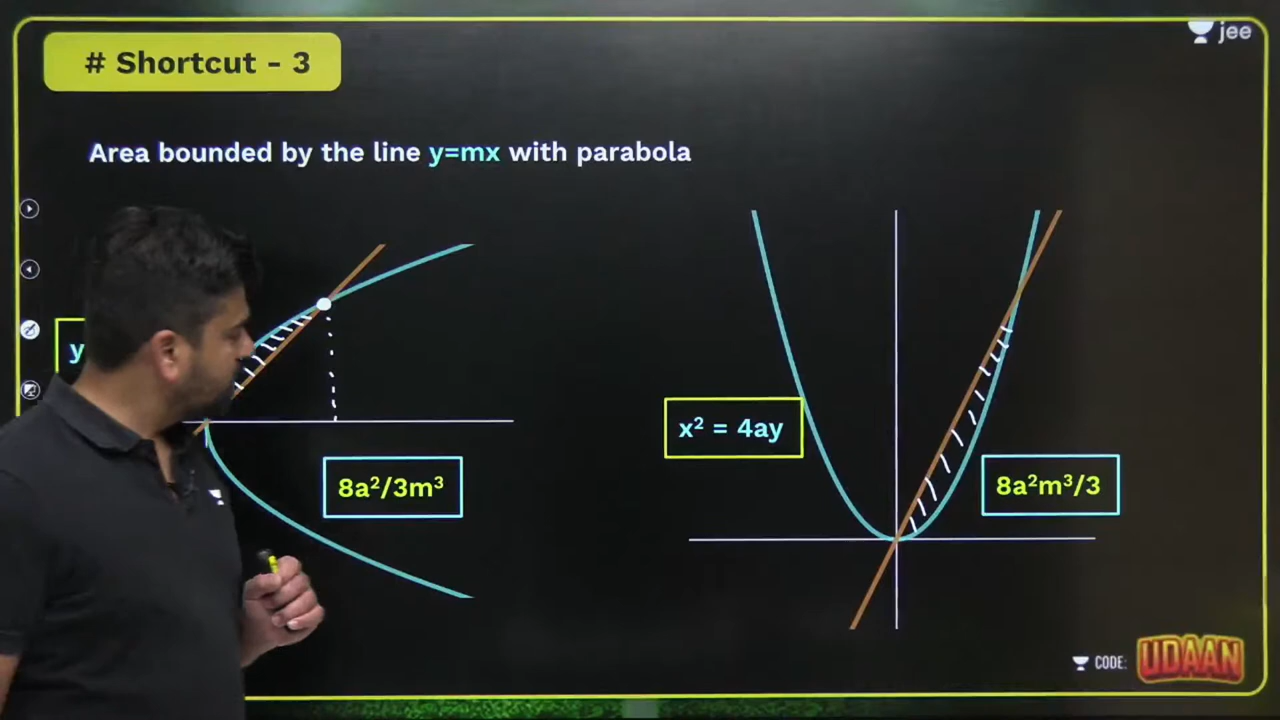 jee
# Shortcut - 3
Area bounded by the line y=mx with parabola
y
x² = 4ay
8a²/3m³
8a²m³/3
CODE: UDAAN